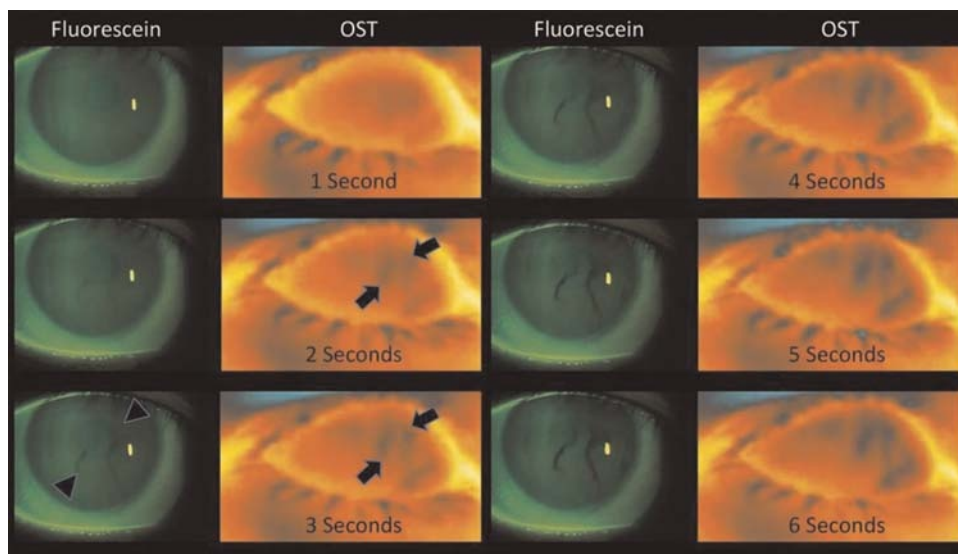 Fluorescein OST Fluorescein OST
1 Second 4 Seconds
2 Seconds 5 Seconds
3 Seconds 6 Seconds